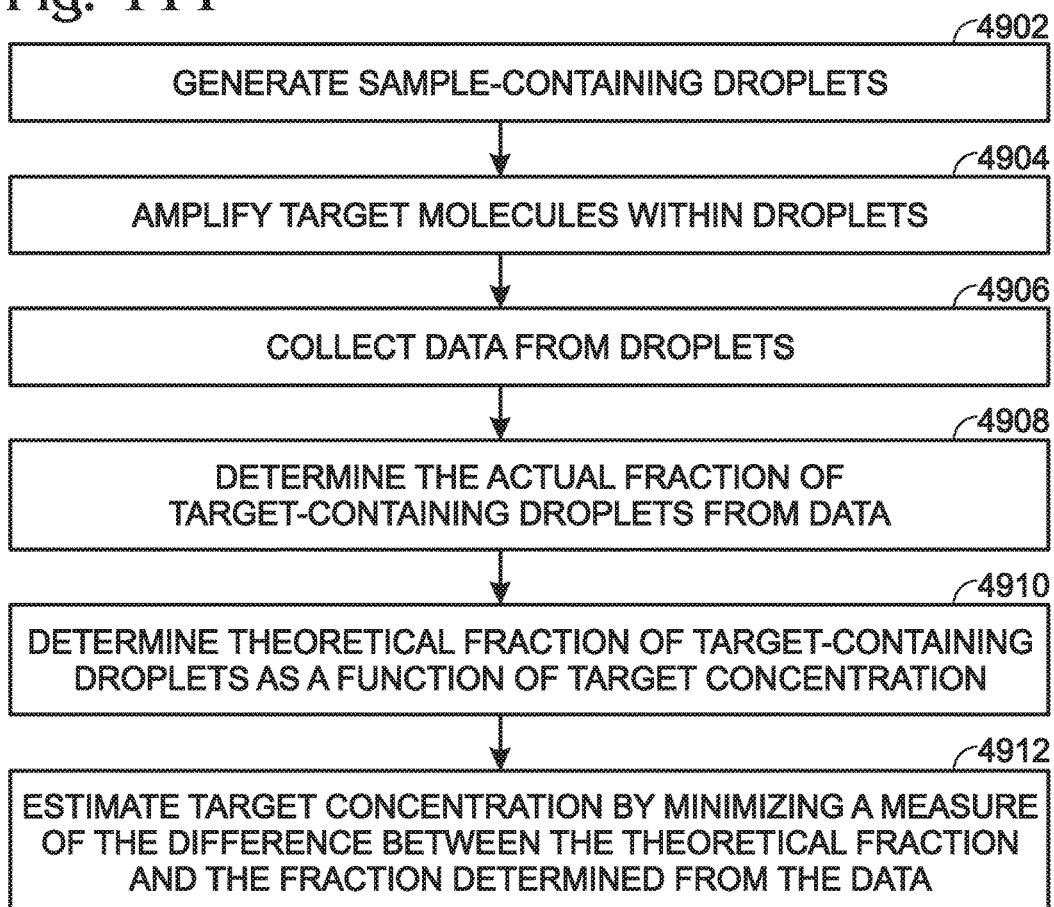 Fig. 111
4902
GENERATE SAMPLE-CONTAINING DROPLETS
4904
AMPLIFY TARGET MOLECULES WITHIN DROPLETS
4906
COLLECT DATA FROM DROPLETS
4908
DETERMINE THE ACTUAL FRACTION OF
TARGET-CONTAINING DROPLETS FROM DATA
4910
DETERMINE THEORETICAL FRACTION OF TARGET-CONTAINING
DROPLETS AS A FUNCTION OF TARGET CONCENTRATION
4912
ESTIMATE TARGET CONCENTRATION BY MINIMIZING A MEASURE
OF THE DIFFERENCE BETWEEN THE THEORETICAL FRACTION
AND THE FRACTION DETERMINED FROM THE DATA